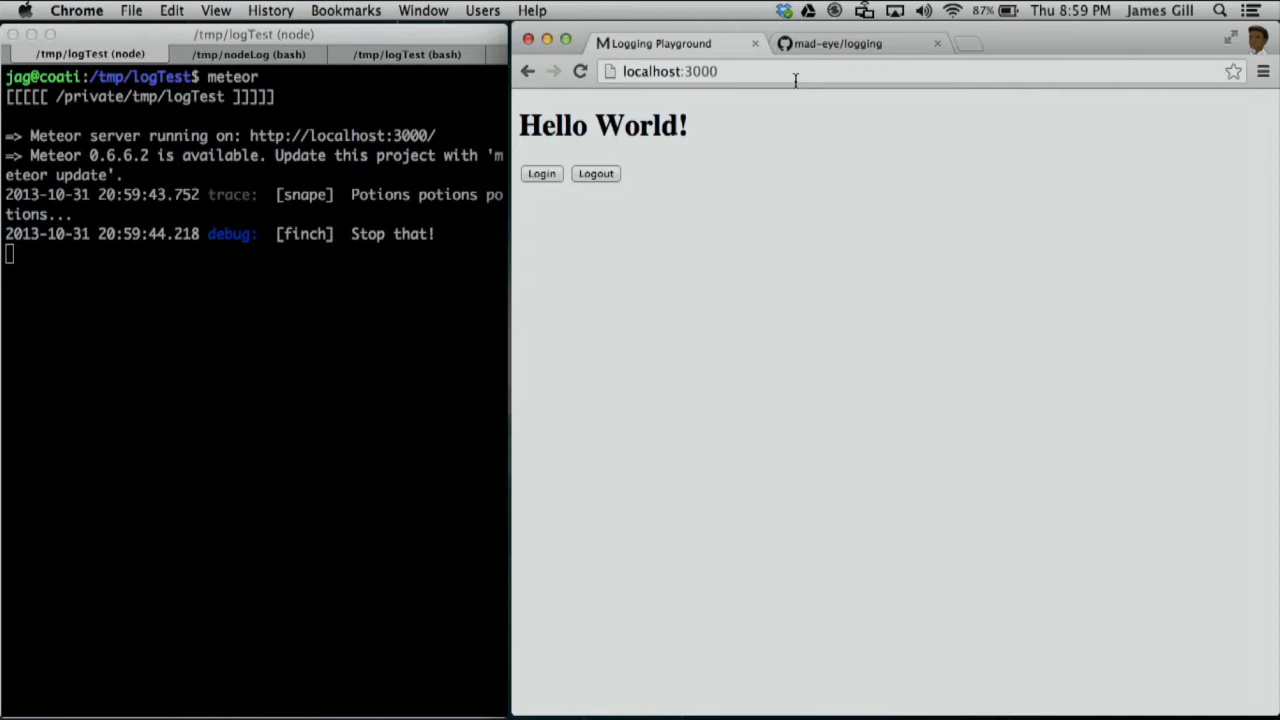 Chrome File Edit View History Bookmarks Window Users Help 87% Thu 8:59 PM James Gill
/tmp/logTest (node)
/tmp/logTest (node) /tmp/nodeLog (bash) /tmp/logTest (bash)
jag@coati:/tmp/logTest$ meteor
[[[[[ /private/tmp/logTest ]]]]]
=> Meteor server running on: http://localhost:3000/
=> Meteor 0.6.6.2 is available. Update this project with 'm
eteor update'.
2013-10-31 20:59:43.752 trace:  [snape]  Potions potions po
tions...
2013-10-31 20:59:44.218 debug:  [finch]  Stop that!
Logging Playground mad-eye/logging
localhost:3000
Hello World!
Login Logout